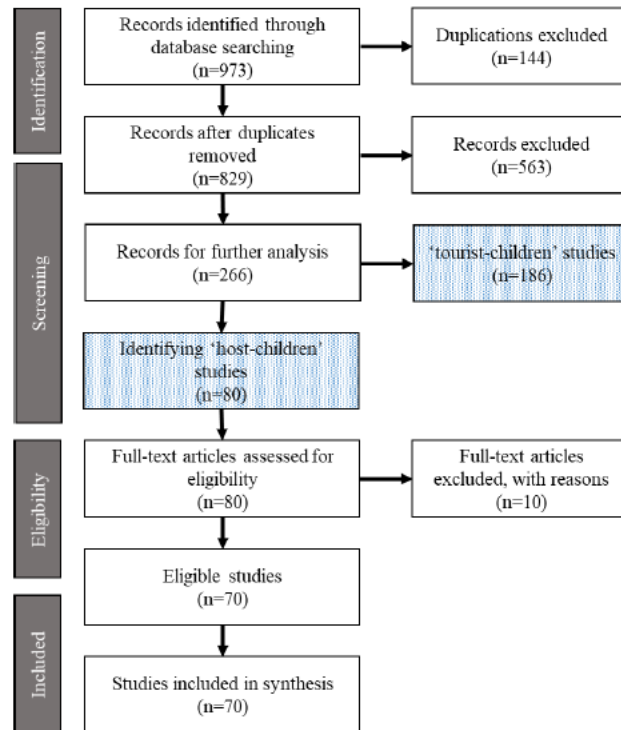 Identification
Records identified through
database searching
(n=973)
Duplications excluded
(n=144)
Records after duplicates
removed
(n=829)
Records excluded
(n=563)
Screening
Records for further analysis
(n=266)
‘tourist-children’ studies
(n=186)
Identifying ‘host-children’
studies
(n=80)
Eligibility
Full-text articles assessed for
eligibility
(n=80)
Full-text articles
excluded, with reasons
(n=10)
Eligible studies
(n=70)
Included
Studies included in synthesis
(n=70)